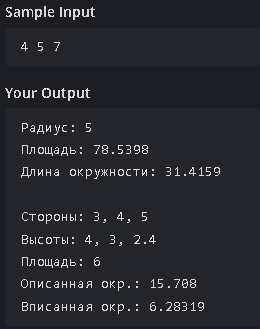 Sample Input
4 5 7
Your Output
Радиус: 5
Площадь: 78.5398
Длина окружности: 31.4159
Стороны: 3, 4, 5
Высоты: 4, 3, 2.4
Площадь: 6
Описанная окр.: 15.708
Вписанная окр.: 6.28319